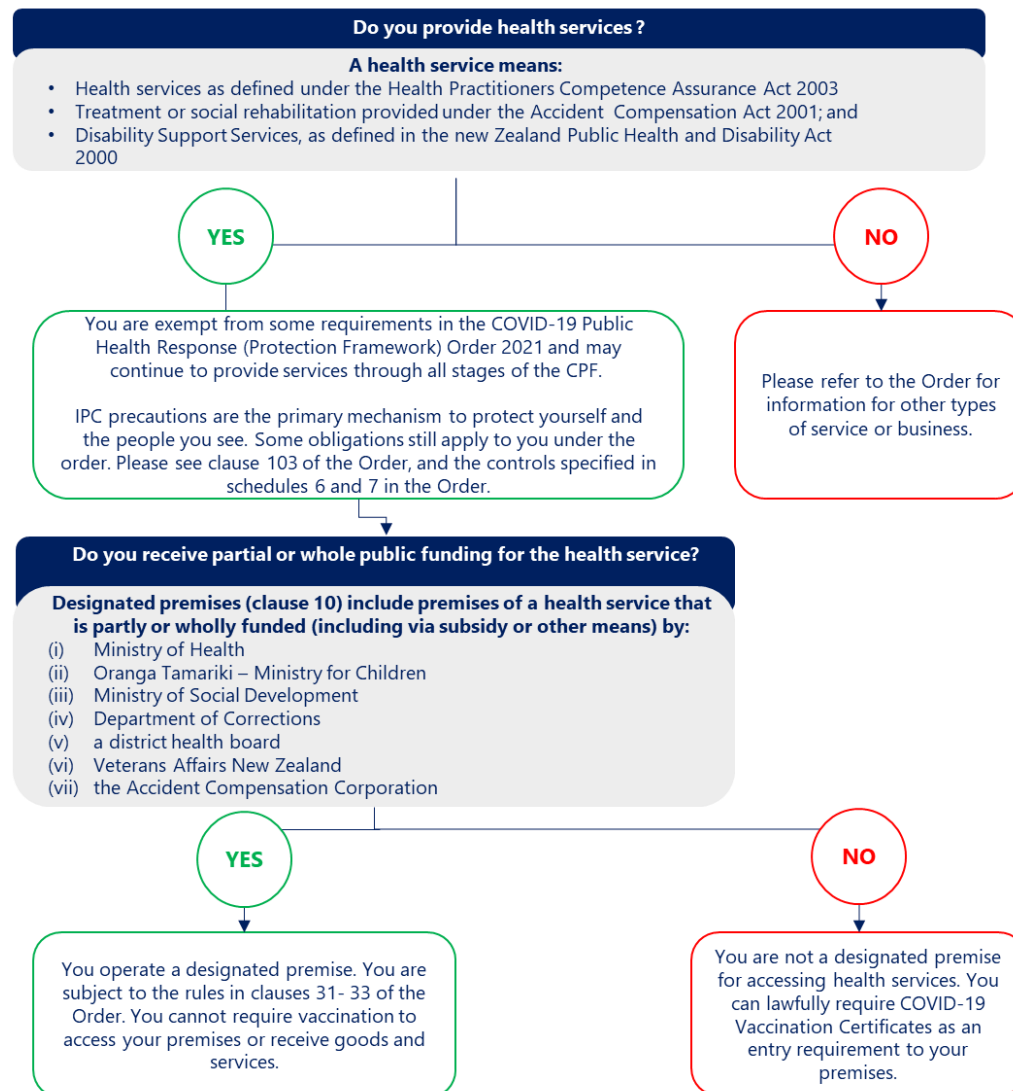 Do you provide health services ?
A health service means:
• Health services as defined under the Health Practitioners Competence Assurance Act 2003
• Treatment or social rehabilitation provided under the Accident Compensation Act 2001; and
• Disability Support Services, as defined in the new Zealand Public Health and Disability Act
2000
YES
NO
You are exempt from some requirements in the COVID-19 Public
Health Response (Protection Framework) Order 2021 and may
continue to provide services through all stages of the CPF.
IPC precautions are the primary mechanism to protect yourself and
the people you see. Some obligations still apply to you under the
order. Please see clause 103 of the Order, and the controls specified in
schedules 6 and 7 in the Order.
Please refer to the Order for
information for other types
of service or business.
Do you receive partial or whole public funding for the health service?
Designated premises (clause 10) include premises of a health service that
is partly or wholly funded (including via subsidy or other means) by:
(i) Ministry of Health
(ii) Oranga Tamariki – Ministry for Children
(iii) Ministry of Social Development
(iv) Department of Corrections
(v) a district health board
(vi) Veterans Affairs New Zealand
(vii) the Accident Compensation Corporation
YES
NO
You operate a designated premise. You are
subject to the rules in clauses 31- 33 of the
Order. You cannot require vaccination to
access your premises or receive goods and
services.
You are not a designated premise
for accessing health services. You
can lawfully require COVID-19
Vaccination Certificates as an
entry requirement to your
premises.